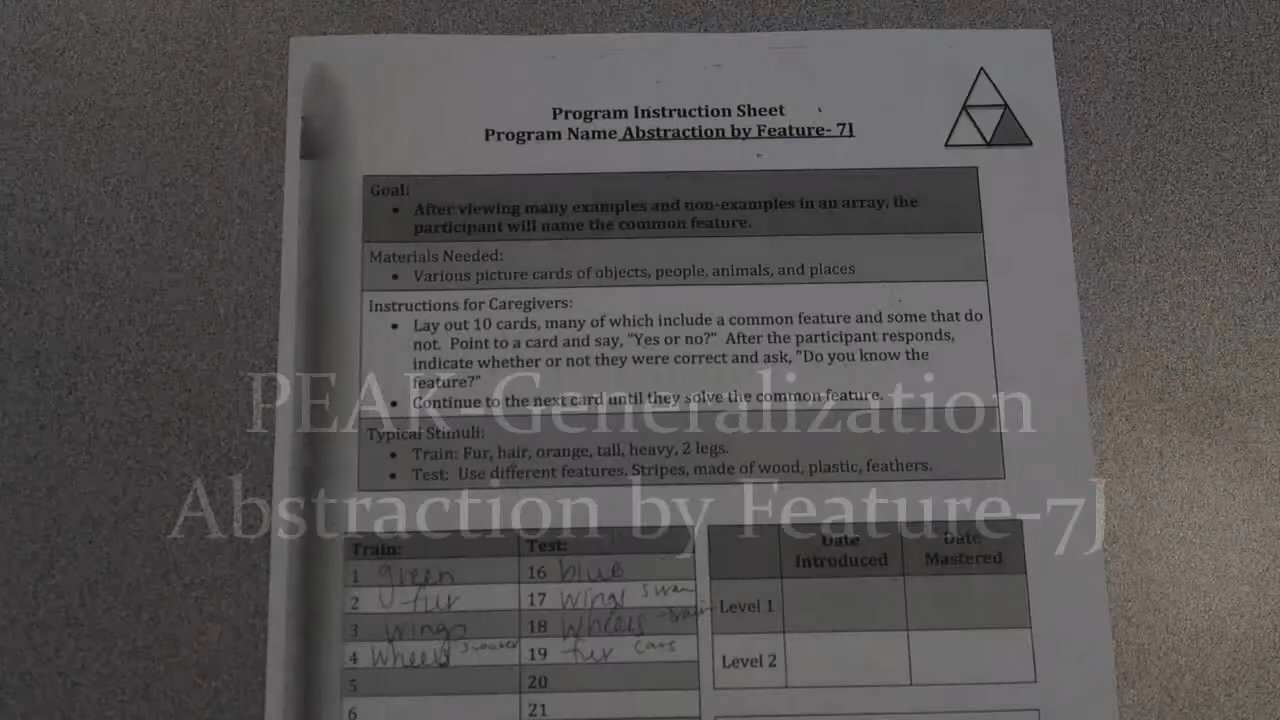 Program Instruction Sheet
Program Name Abstraction by Feature- 7J
Goal:
• After viewing many examples and non-examples in an array, the
participant will name the common feature.
Materials Needed:
• Various picture cards of objects, people, animals, and places
Instructions for Caregivers:
• Lay out 10 cards, many of which include a common feature and some that do
not. Point to a card and say, "Yes or no?" After the participant responds,
indicate whether or not they were correct and ask, "Do you know the
feature?"
• Continue to the next card until they solve the common feature.
PEAK-Generalization
Typical Stimuli:
• Train: Fur, hair, orange, tall, heavy, 2 legs.
• Test: Use different features. Stripes, made of wood, plastic, feathers.
Abstraction by Feature-7J
Train: Test: Date Introduced Date Mastered
1 green 16 blue
2 fur 17 wings swan
3 wings 18 wheels Level 1
4 wheels scooter 19 fur cars Level 2
5 20
6 21